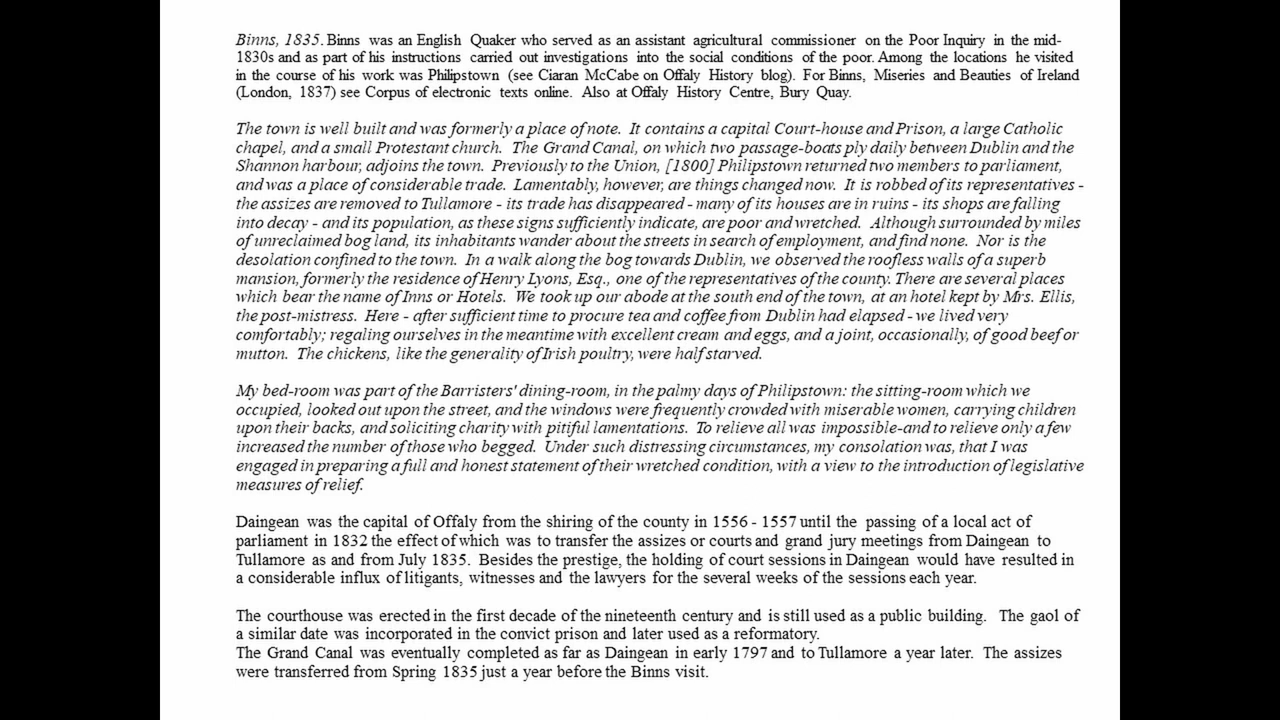 Binns, 1835. Binns was an English Quaker who served as an assistant agricultural commissioner on the Poor Inquiry in the mid-
1830s and as part of his instructions carried out investigations into the social conditions of the poor. Among the locations he visited
in the course of his work was Philipstown (see Ciaran McCabe on Offaly History blog). For Binns, Miseries and Beauties of Ireland
(London, 1837) see Corpus of electronic texts online. Also at Offaly History Centre, Bury Quay.
The town is well built and was formerly a place of note. It contains a capital Court-house and Prison, a large Catholic
chapel, and a small Protestant church. The Grand Canal, on which two passage-boats ply daily between Dublin and the
Shannon harbour, adjoins the town. Previously to the Union, [1800] Philipstown returned two members to parliament,
and was a place of considerable trade. Lamentably, however, are things changed now. It is robbed of its representatives -
the assizes are removed to Tullamore - its trade has disappeared - many of its houses are in ruins - its shops are falling
into decay - and its population, as these signs sufficiently indicate, are poor and wretched. Although surrounded by miles
of unreclaimed bog land, its inhabitants wander about the streets in search of employment, and find none. Nor is the
desolation confined to the town. In a walk along the bog towards Dublin, we observed the roofless walls of a superb
mansion, formerly the residence of Henry Lyons, Esq., one of the representatives of the county. There are several places
which bear the name of Inns or Hotels. We took up our abode at the south end of the town, at an hotel kept by Mrs. Ellis,
the post-mistress. Here - after sufficient time to procure tea and coffee from Dublin had elapsed - we lived very
comfortably; regaling ourselves in the meantime with excellent cream and eggs, and a joint, occasionally, of good beef or
mutton. The chickens, like the generality of Irish poultry, were half starved.
My bed-room was part of the Barristers' dining-room, in the palmy days of Philipstown: the sitting-room which we
occupied, looked out upon the street, and the windows were frequently crowded with miserable women, carrying children
upon their backs, and soliciting charity with pitiful lamentations. To relieve all was impossible-and to relieve only a few
increased the number of those who begged. Under such distressing circumstances, my consolation was, that I was
engaged in preparing a full and honest statement of their wretched condition, with a view to the introduction of legislative
measures of relief.
Daingean was the capital of Offaly from the shiring of the county in 1556 - 1557 until the passing of a local act of
parliament in 1832 the effect of which was to transfer the assizes or courts and grand jury meetings from Daingean to
Tullamore as and from July 1835. Besides the prestige, the holding of court sessions in Daingean would have resulted in
a considerable influx of litigants, witnesses and the lawyers for the several weeks of the sessions each year.
The courthouse was erected in the first decade of the nineteenth century and is still used as a public building. The gaol of
a similar date was incorporated in the convict prison and later used as a reformatory.
The Grand Canal was eventually completed as far as Daingean in early 1797 and to Tullamore a year later. The assizes
were transferred from Spring 1835 just a year before the Binns visit.